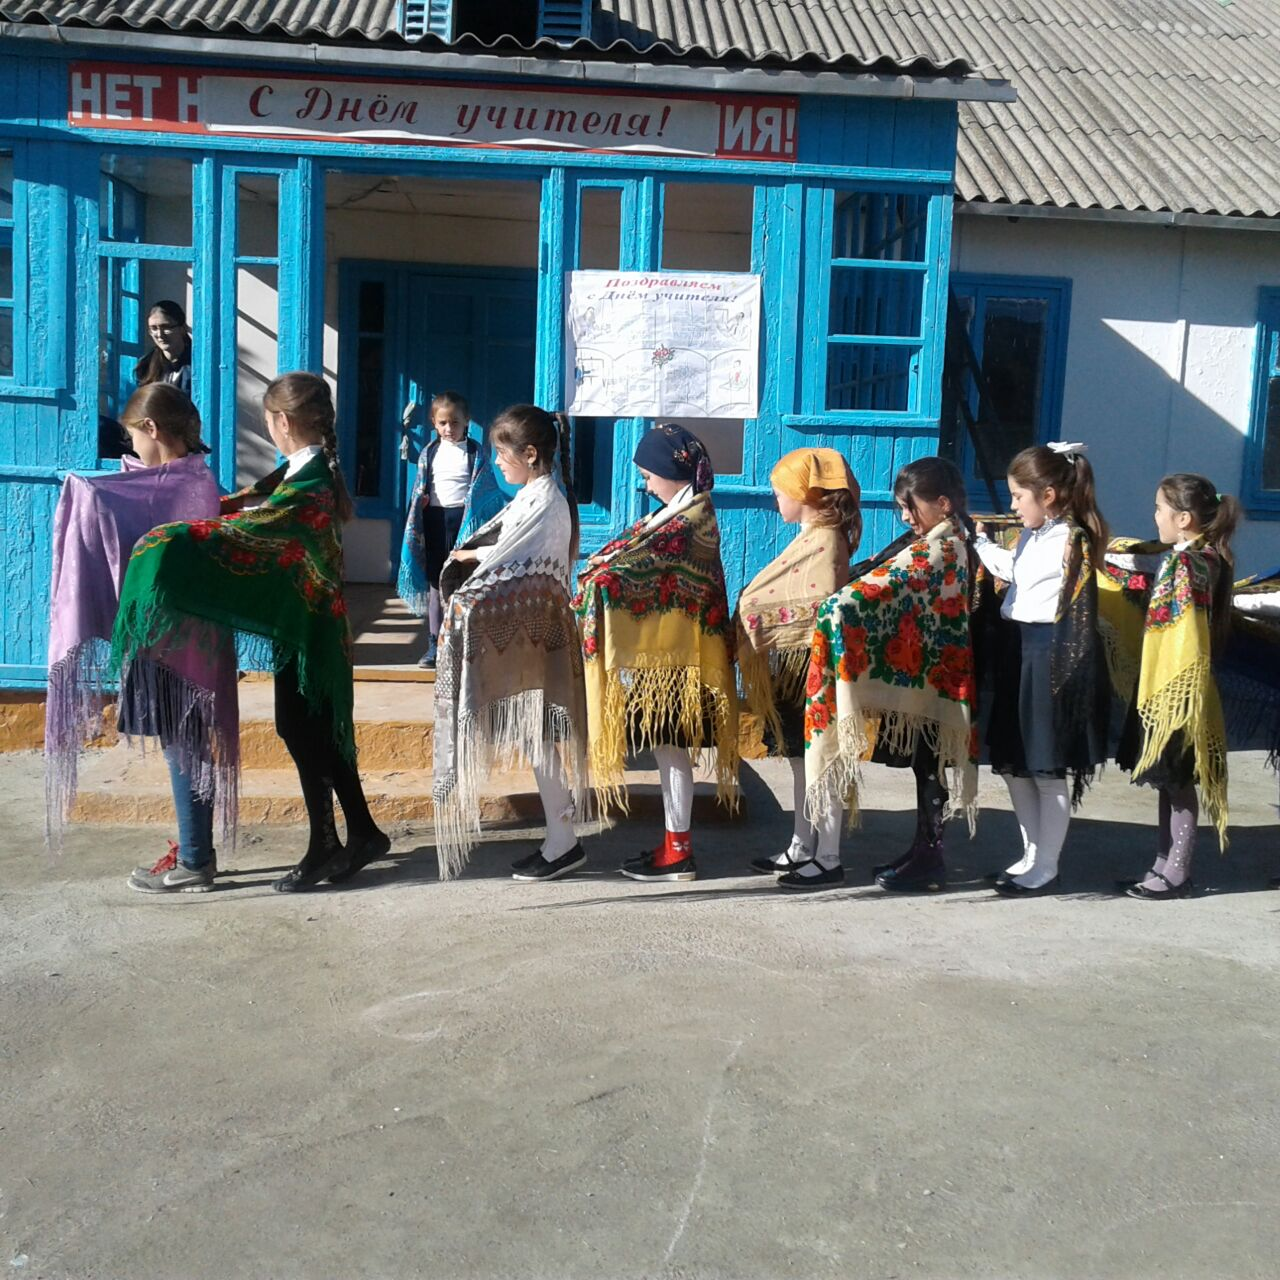 НЕТ Н
С Днём учителя!
ИЯ!
Поздравляем
с Днём учителя!